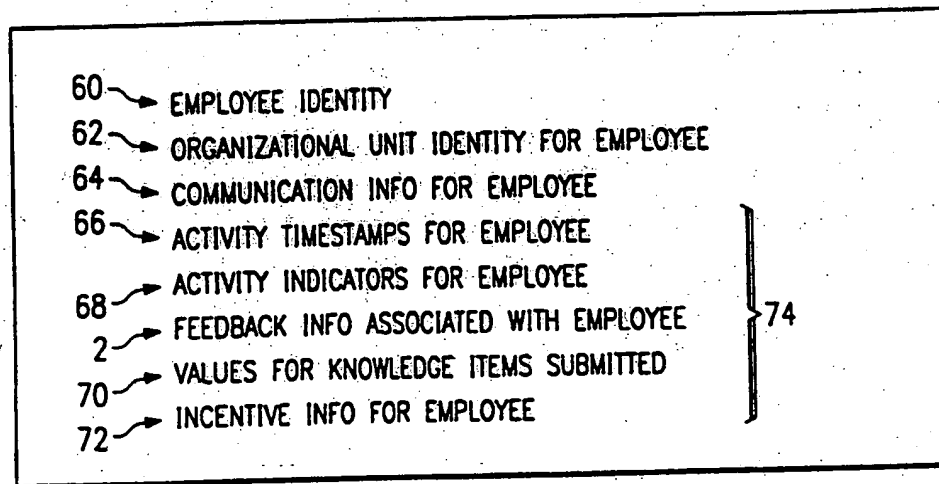 60 EMPLOYEE IDENTITY
62 ORGANIZATIONAL UNIT IDENTITY FOR EMPLOYEE
64 COMMUNICATION INFO FOR EMPLOYEE
66 ACTIVITY TIMESTAMPS FOR EMPLOYEE
68 ACTIVITY INDICATORS FOR EMPLOYEE
2 FEEDBACK INFO ASSOCIATED WITH EMPLOYEE 74
70 VALUES FOR KNOWLEDGE ITEMS SUBMITTED
72 INCENTIVE INFO FOR EMPLOYEE